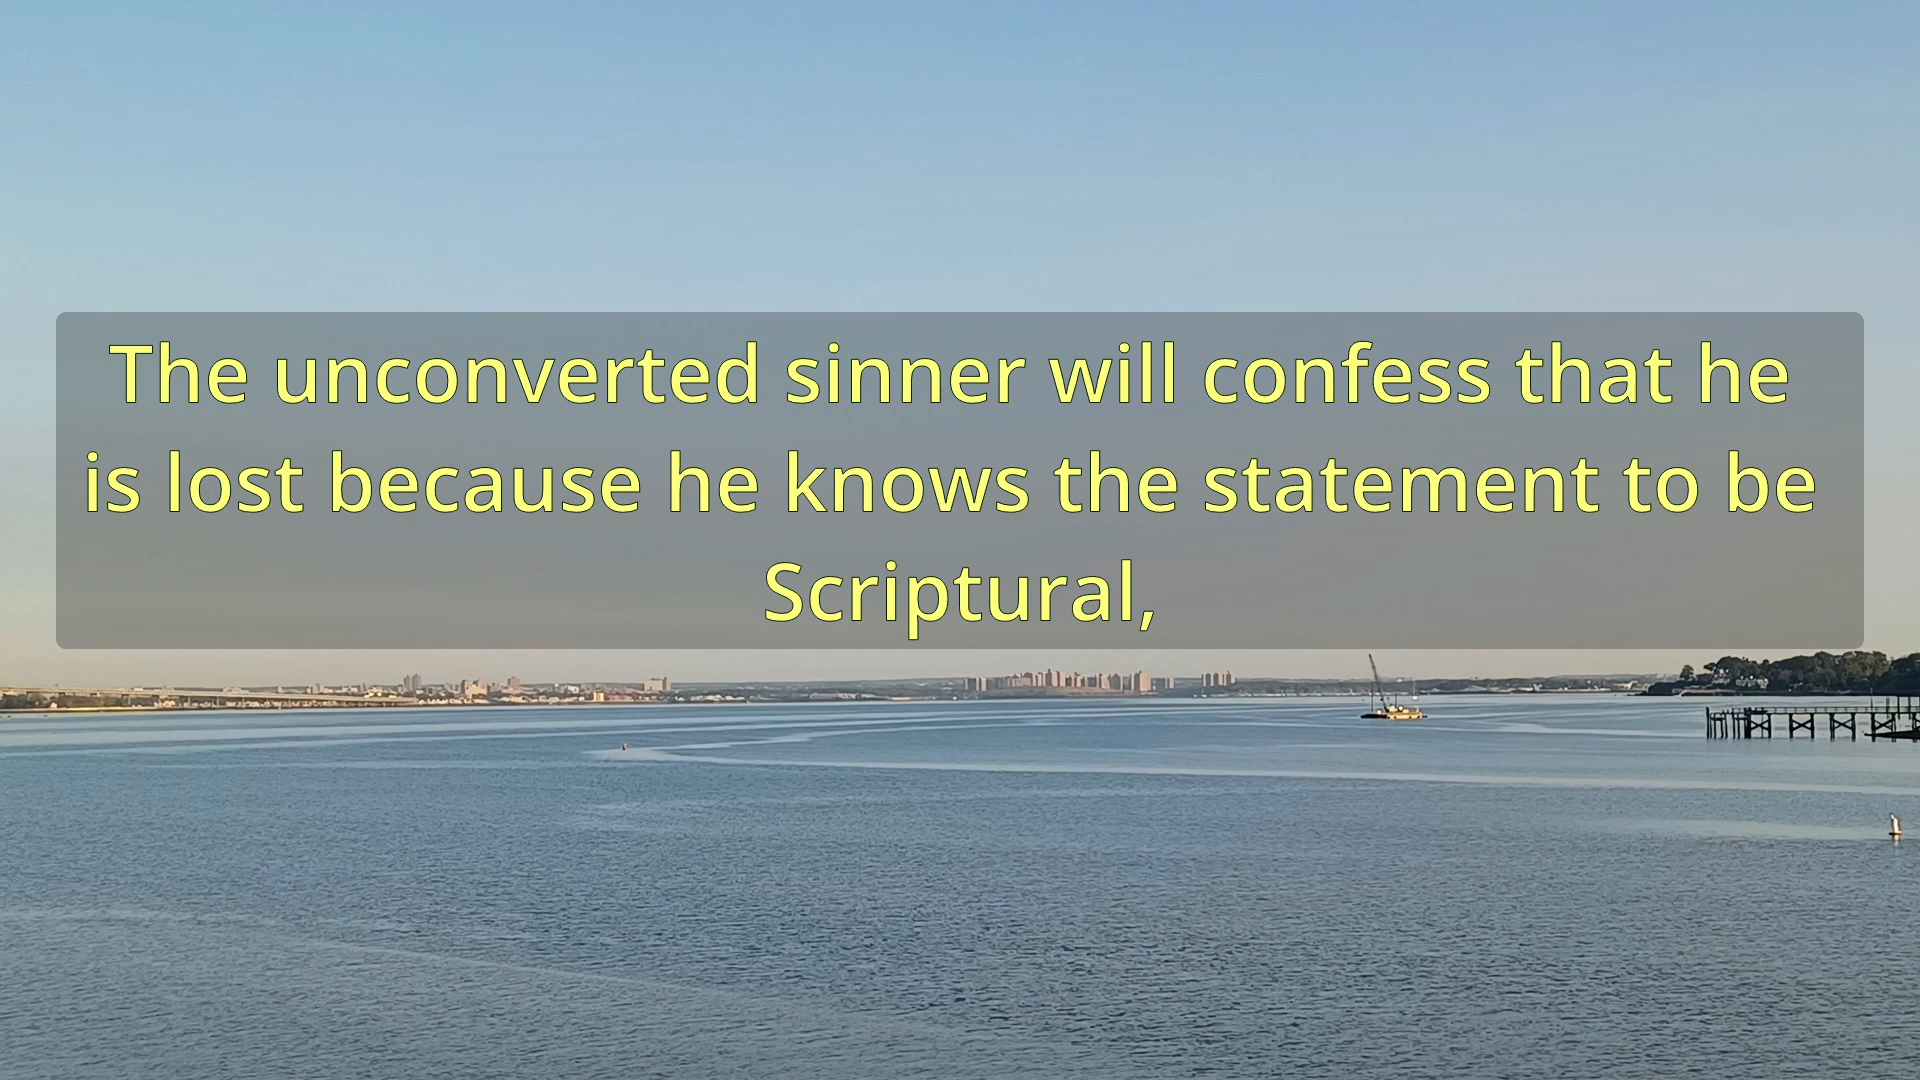 The unconverted sinner will confess that he
is lost because he knows the statement to be
Scriptural,